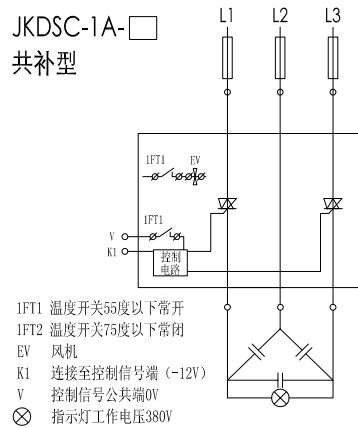 JKDSC-1A-□
共补型
L1 L2 L3
1FT1 EV
1FT1
V
K1
控制
电路
1FT1 温度开关55度以下常开
1FT2 温度开关75度以下常闭
EV 风机
K1 连接至控制信号端（-12V）
V 控制信号公共端0V
指示灯工作电压380V